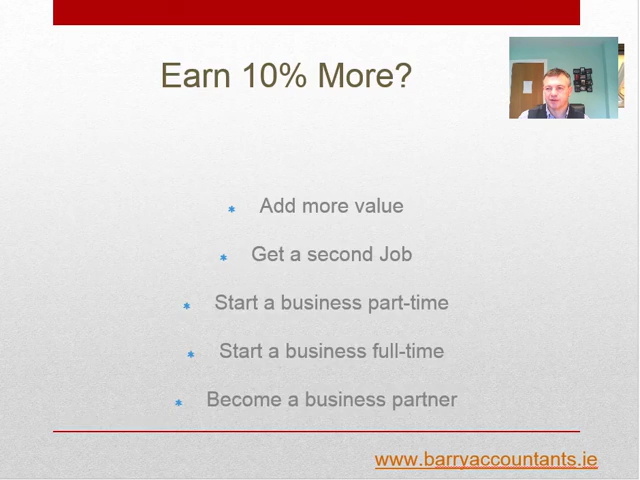 Earn 10% More?
Add more value
Get a second Job
Start a business part-time
Start a business full-time
Become a business partner
www.barryaccountants.ie